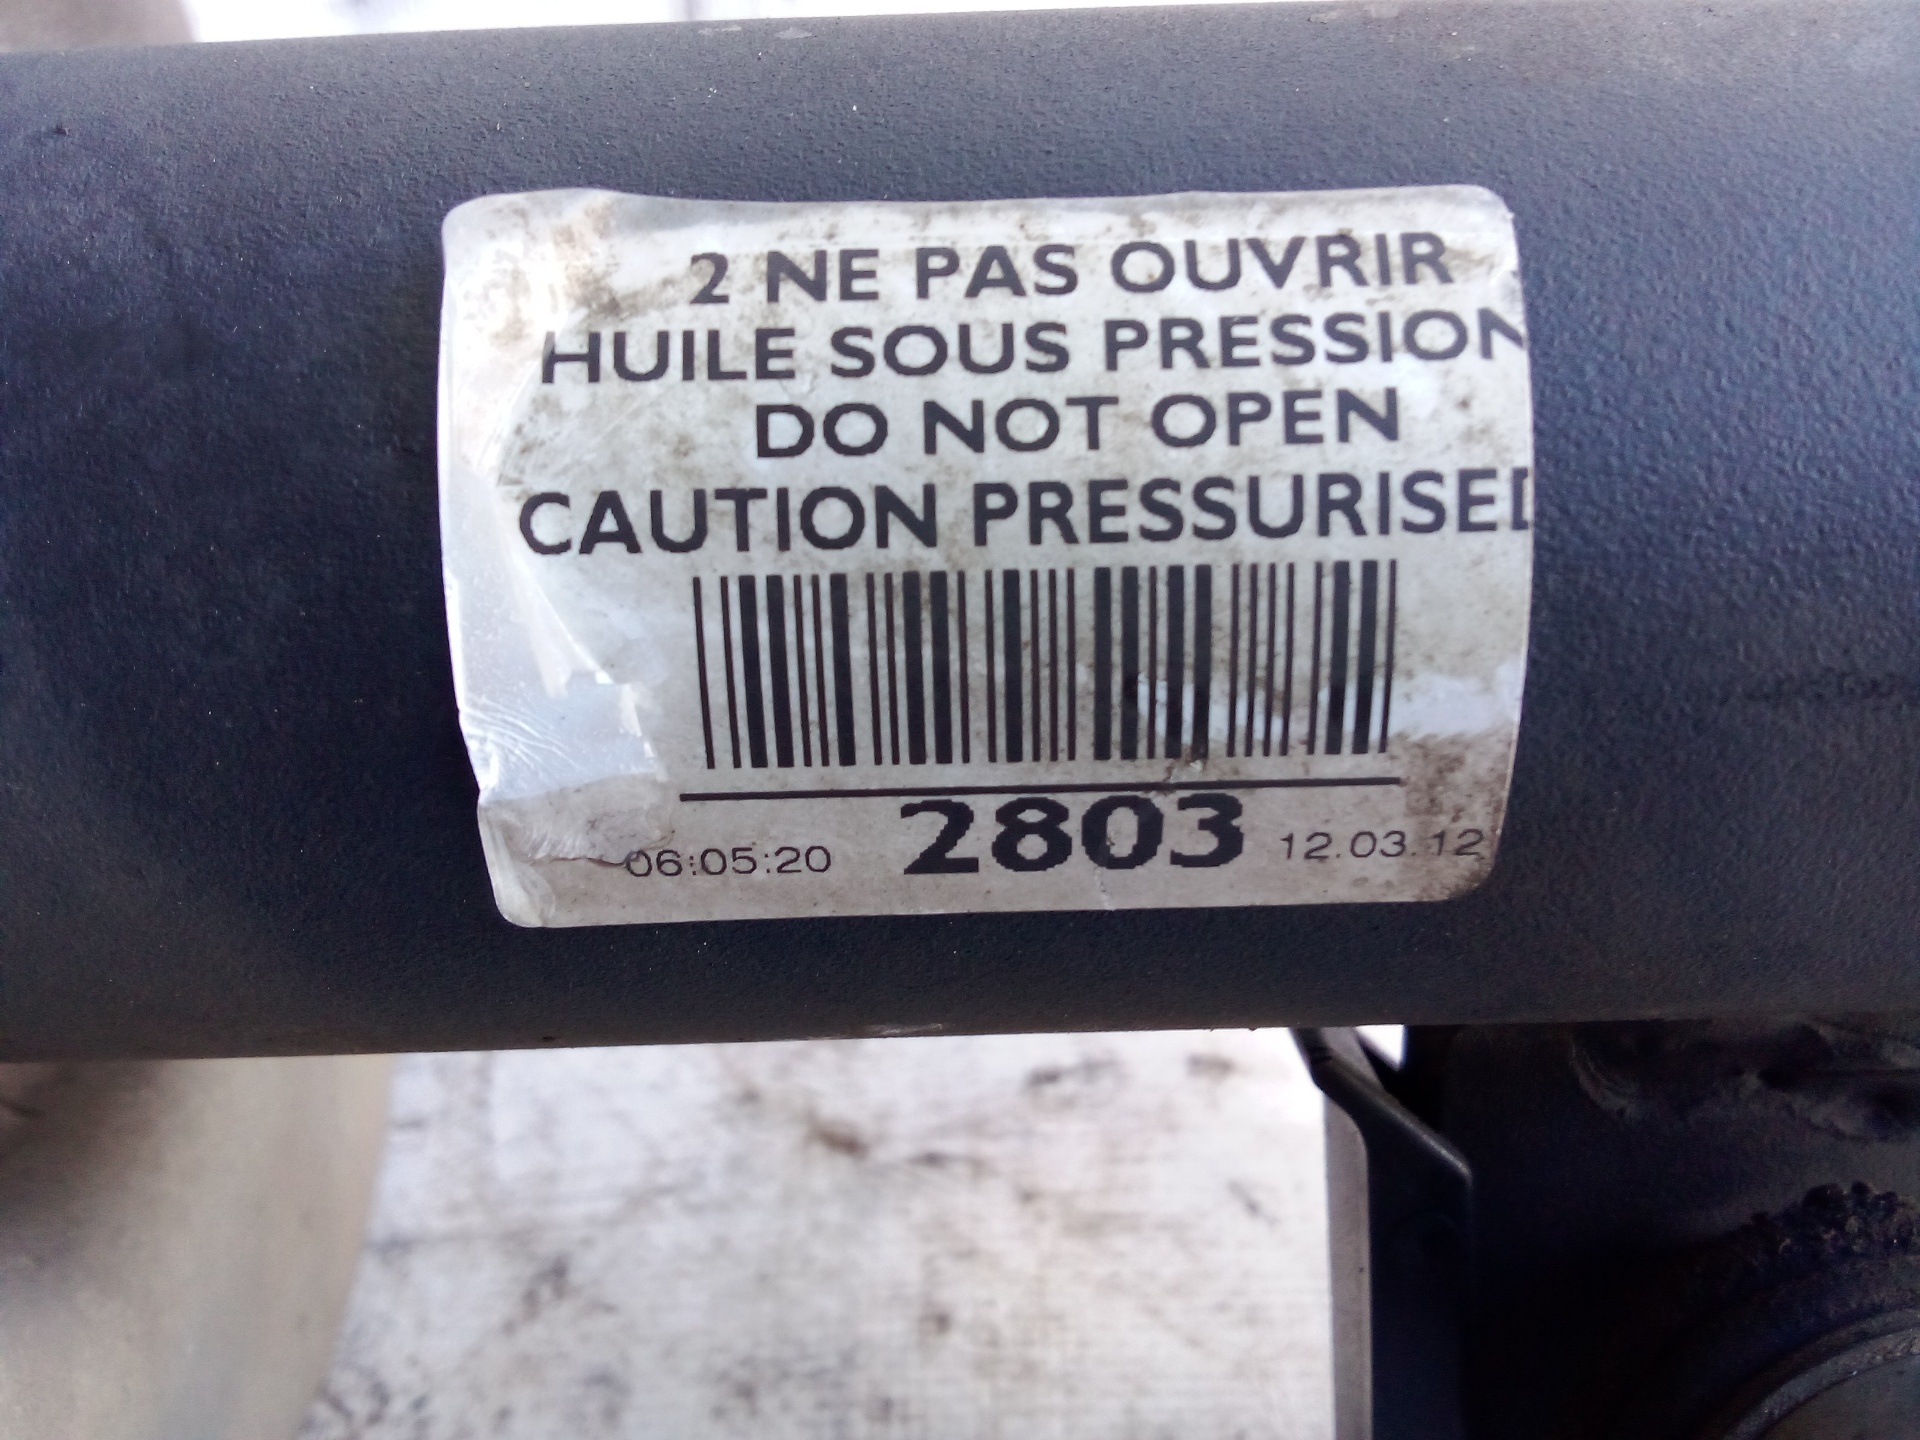 2 NE PAS OUVRIR
HUILE SOUS PRESSION
DO NOT OPEN
CAUTION PRESSURISED
06:05:20 2803 12.03.12